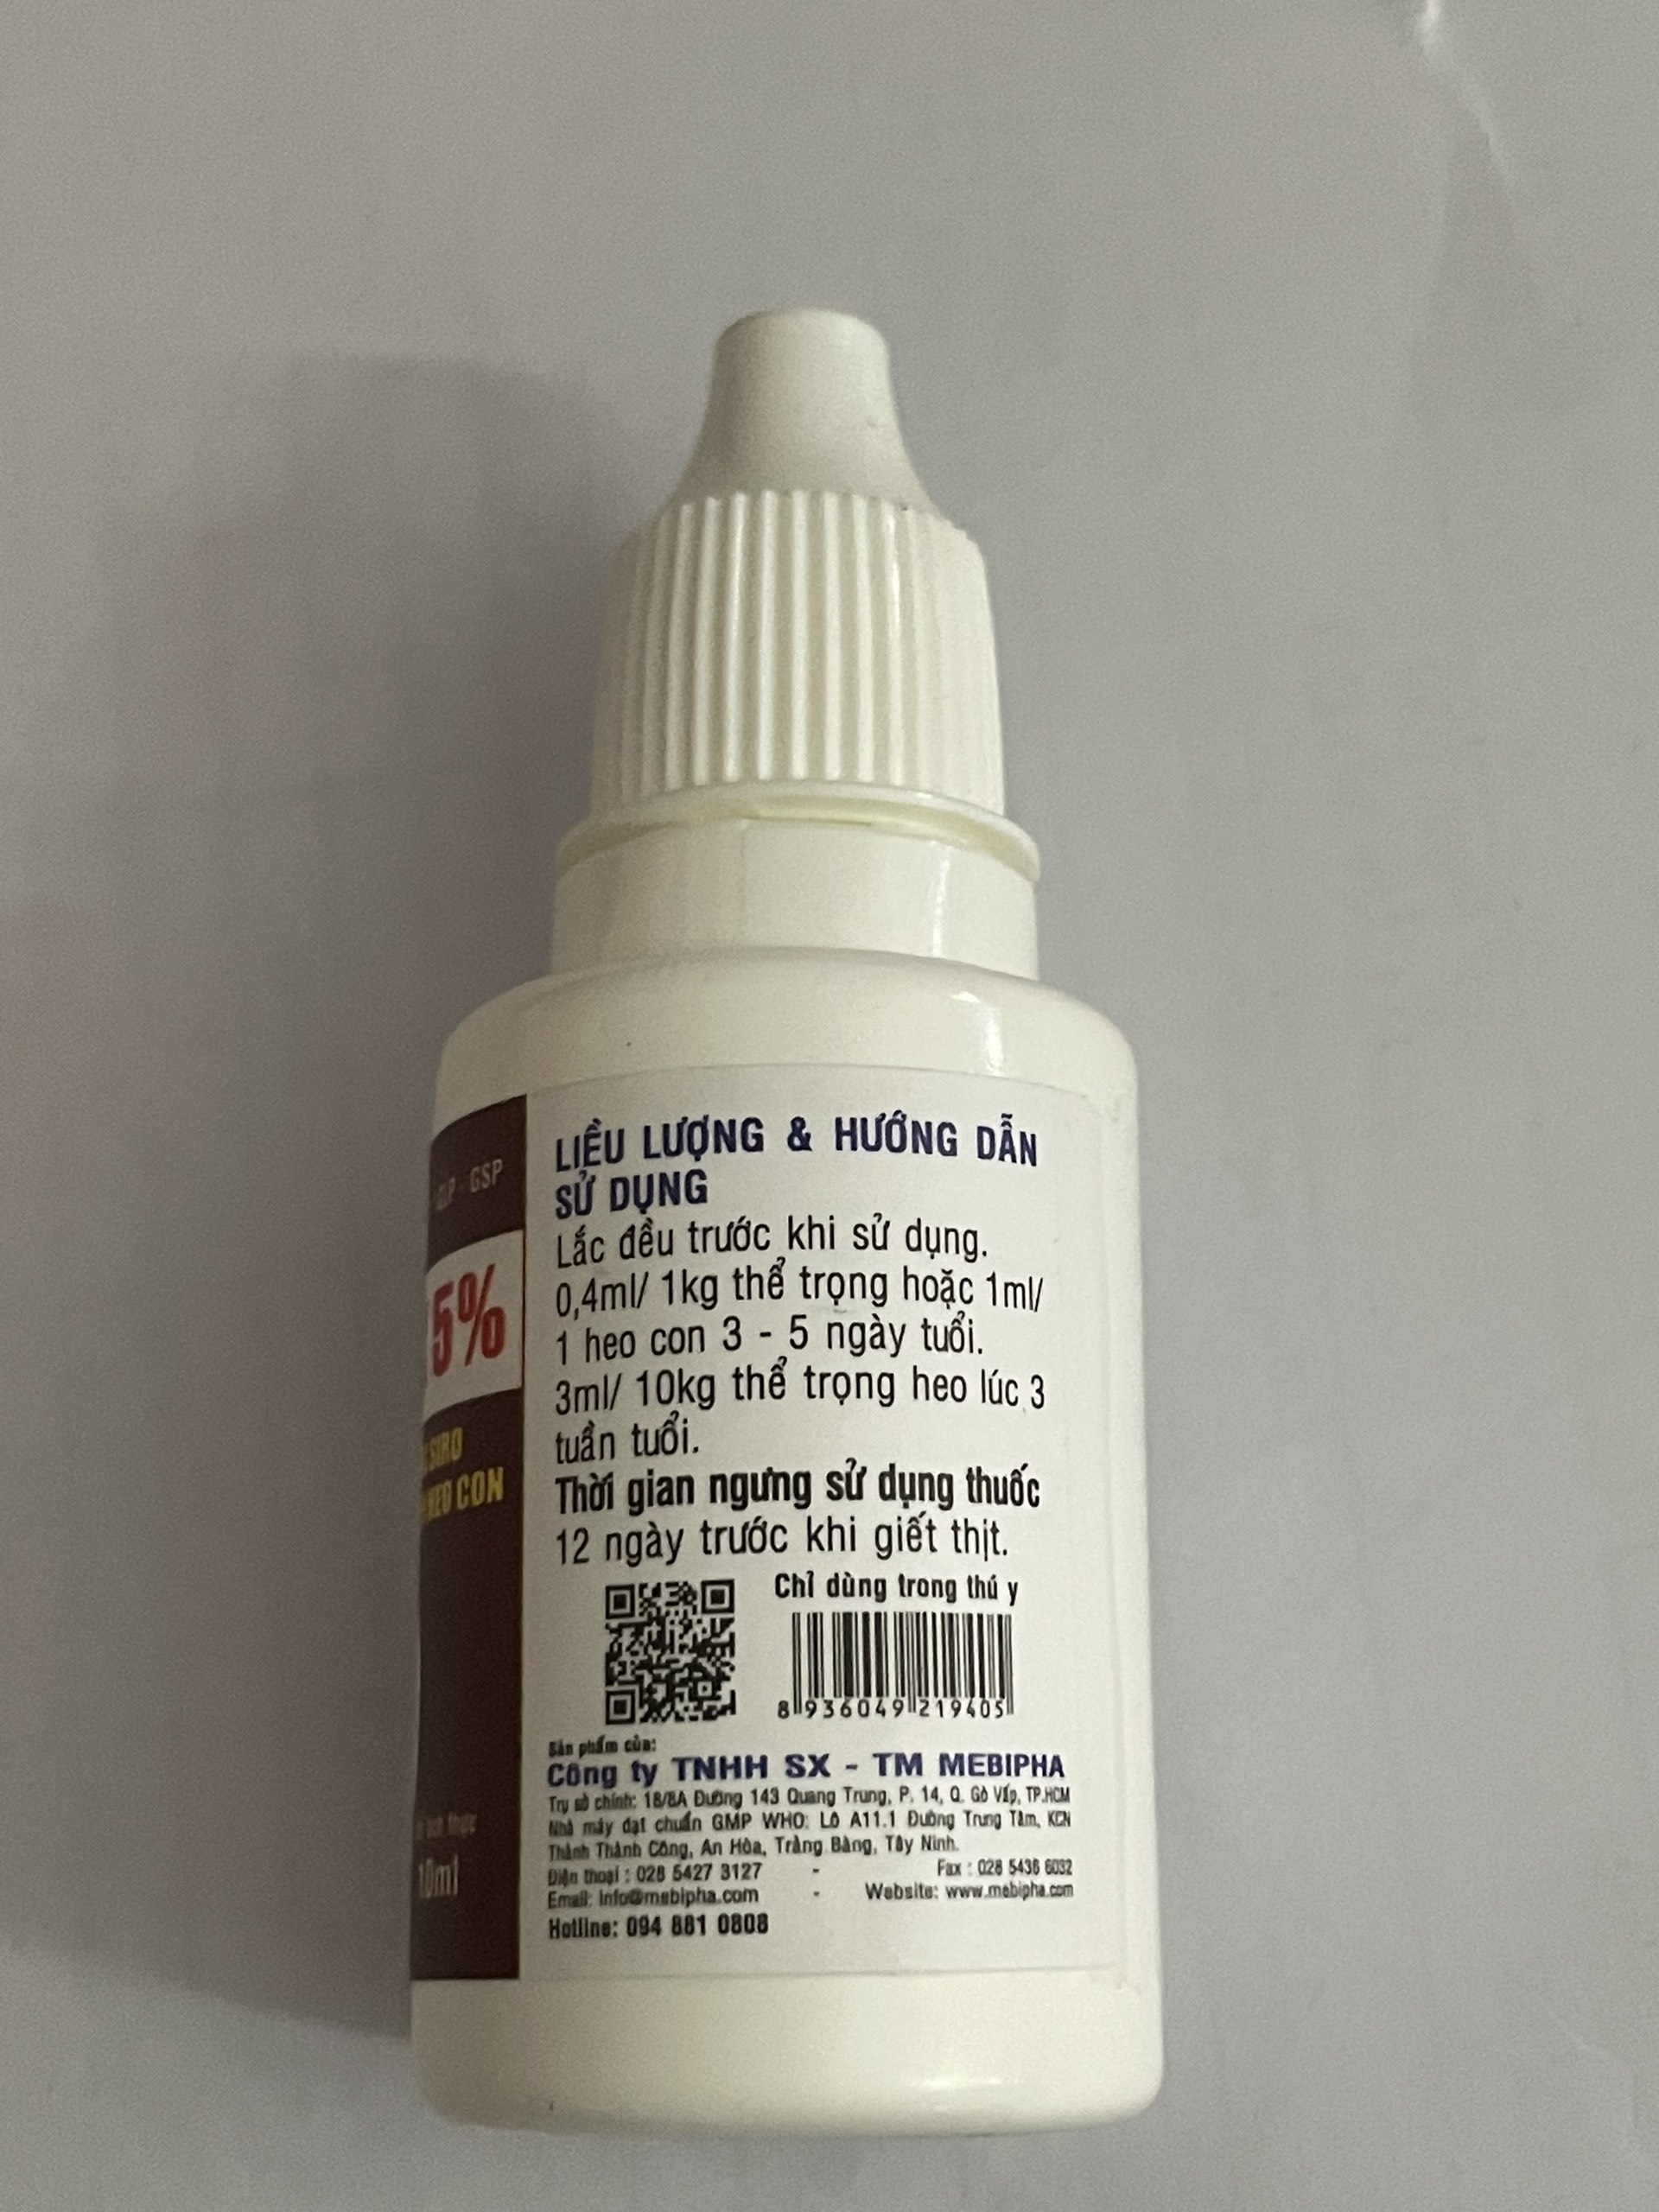 GLP - GSP
5%
SIRO
HEO CON
10ml
LIỀU LƯỢNG & HƯỚNG DẪN
SỬ DỤNG
Lắc đều trước khi sử dụng.
0,4ml/ 1kg thể trọng hoặc 1ml/
1 heo con 3 - 5 ngày tuổi.
3ml/ 10kg thể trọng heo lúc 3
tuần tuổi.
Thời gian ngưng sử dụng thuốc
12 ngày trước khi giết thịt.
Chỉ dùng trong thú y
8 936049 219405
Sản phẩm của:
Công ty TNHH SX - TM MEBIPHA
Trụ sở chính: 18/8A Đường 143 Quang Trung, P. 14, Q. Gò Vấp, TP.HCM
Nhà máy đạt chuẩn GMP WHO: Lô A11.1 Đường Trung Tâm, KCN
Thành Thành Công, An Hòa, Trảng Bàng, Tây Ninh.
Điện thoại : 028 5427 3127 - Fax : 028 5436 6032
Email: info@mebipha.com - Website: www.mebipha.com
Hotline: 094 881 0808